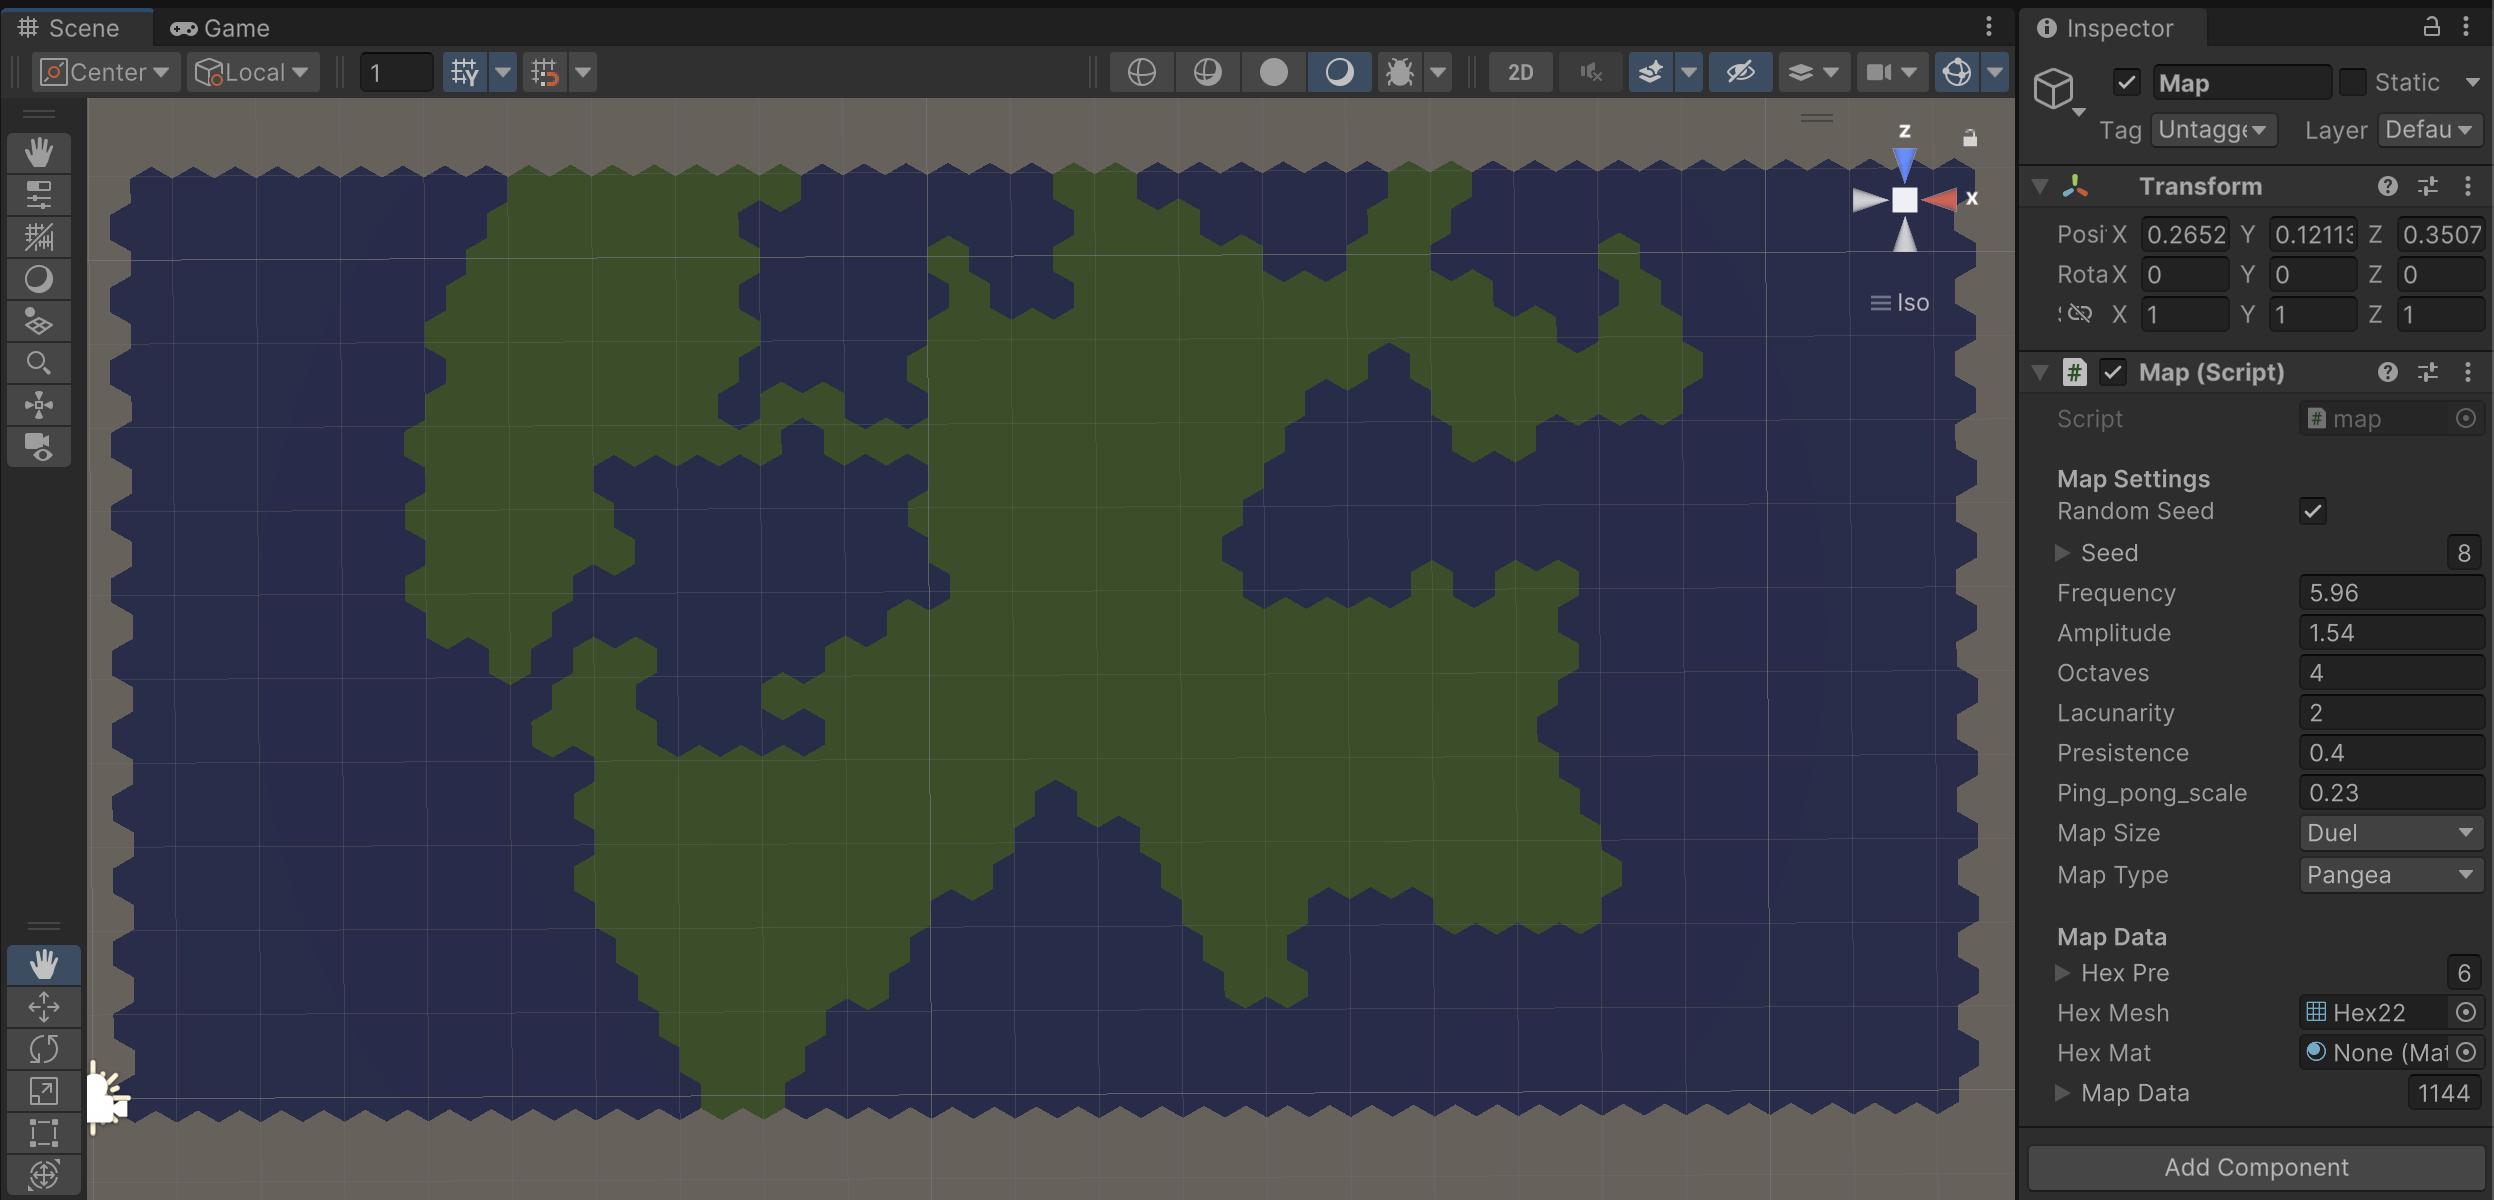 Scene
Game
Inspector
Center
Local
1
2D
Map
Static
Tag
Untagge
Layer
Defau
z
x
Iso
Transform
Posi X 0.2652 Y 0.1211 Z 0.3507
Rota X 0 Y 0 Z 0
X 1 Y 1 Z 1
# Map (Script)
Script # map
Map Settings
Random Seed
Seed 8
Frequency 5.96
Amplitude 1.54
Octaves 4
Lacunarity 2
Presistence 0.4
Ping_pong_scale 0.23
Map Size Duel
Map Type Pangea
Map Data
Hex Pre 6
Hex Mesh Hex22
Hex Mat None (Mat
Map Data 1144
Add Component